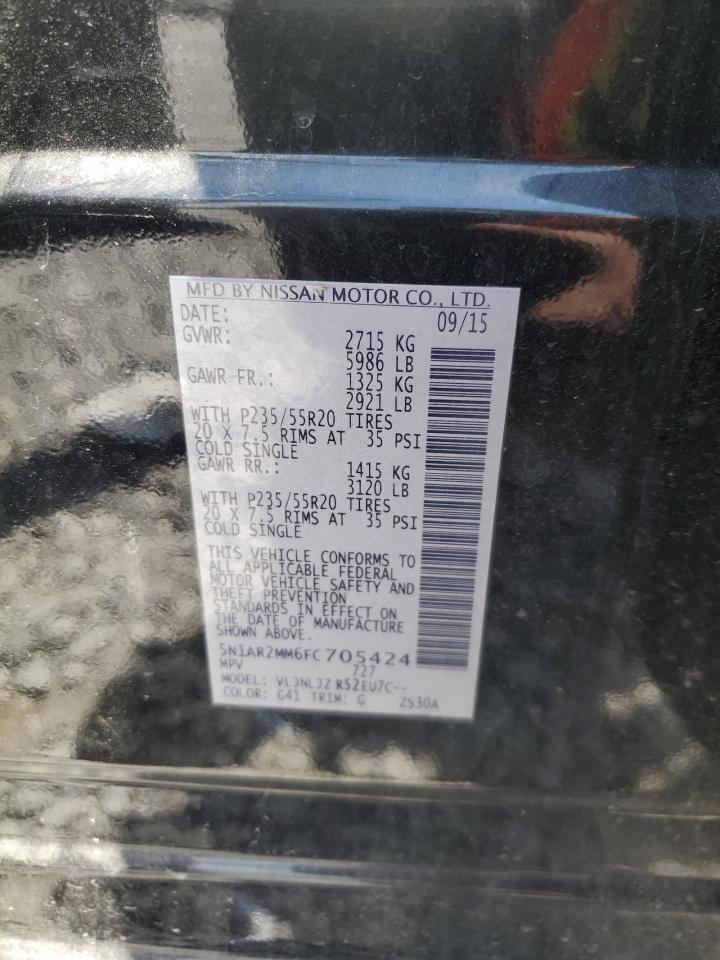 MFD BY NISSAN MOTOR CO., LTD.
DATE: 09/15
GVWR: 2715 KG
5986 LB
GAWR FR.: 1325 KG
2921 LB
WITH P235/55R20 TIRES
20 X 7.5 RIMS AT 35 PSI
COLD SINGLE
GAWR RR.: 1415 KG
3120 LB
WITH P235/55R20 TIRES
20 X 7.5 RIMS AT 35 PSI
COLD SINGLE
THIS VEHICLE CONFORMS TO
ALL APPLICABLE FEDERAL
MOTOR VEHICLE SAFETY AND
THEFT PREVENTION
STANDARDS IN EFFECT ON
THE DATE OF MANUFACTURE
SHOWN ABOVE.
5N1AR2MM6FC705424
MPV 727
MODEL: R52EU7C--
COLOR: G41 TRIM: G ZS30A